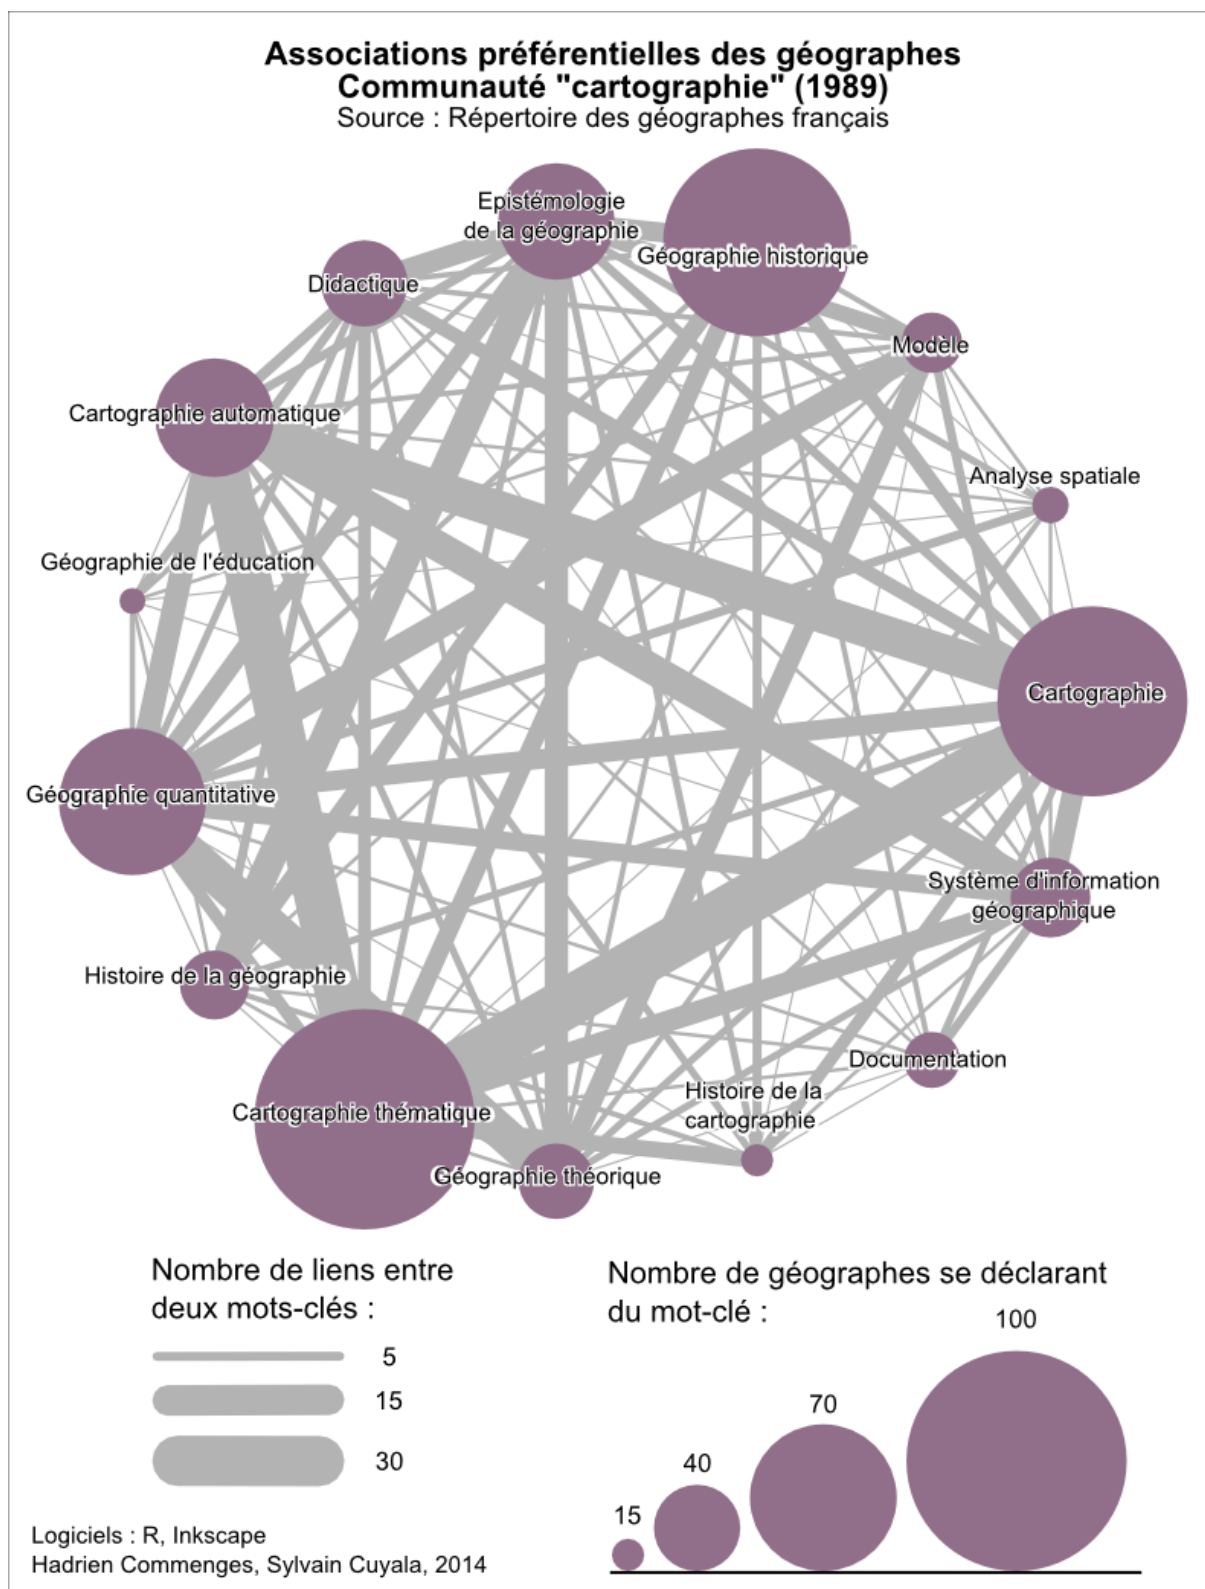 Associations préférentielles des géographes
Communauté "cartographie" (1989)
Source : Répertoire des géographes français
Epistémologie
de la géographie
Géographie historique
Didactique
Modèle
Cartographie automatique
Analyse spatiale
Géographie de l'éducation
Cartographie
Géographie quantitative
Système d'information
géographique
Histoire de la géographie
Documentation
Histoire de la
cartographie
Cartographie thématique
Géographie théorique
Nombre de liens entre
deux mots-clés :
5
15
30
Nombre de géographes se déclarant
du mot-clé :
100
70
40
15
Logiciels : R, Inkscape
Hadrien Commenges, Sylvain Cuyala, 2014